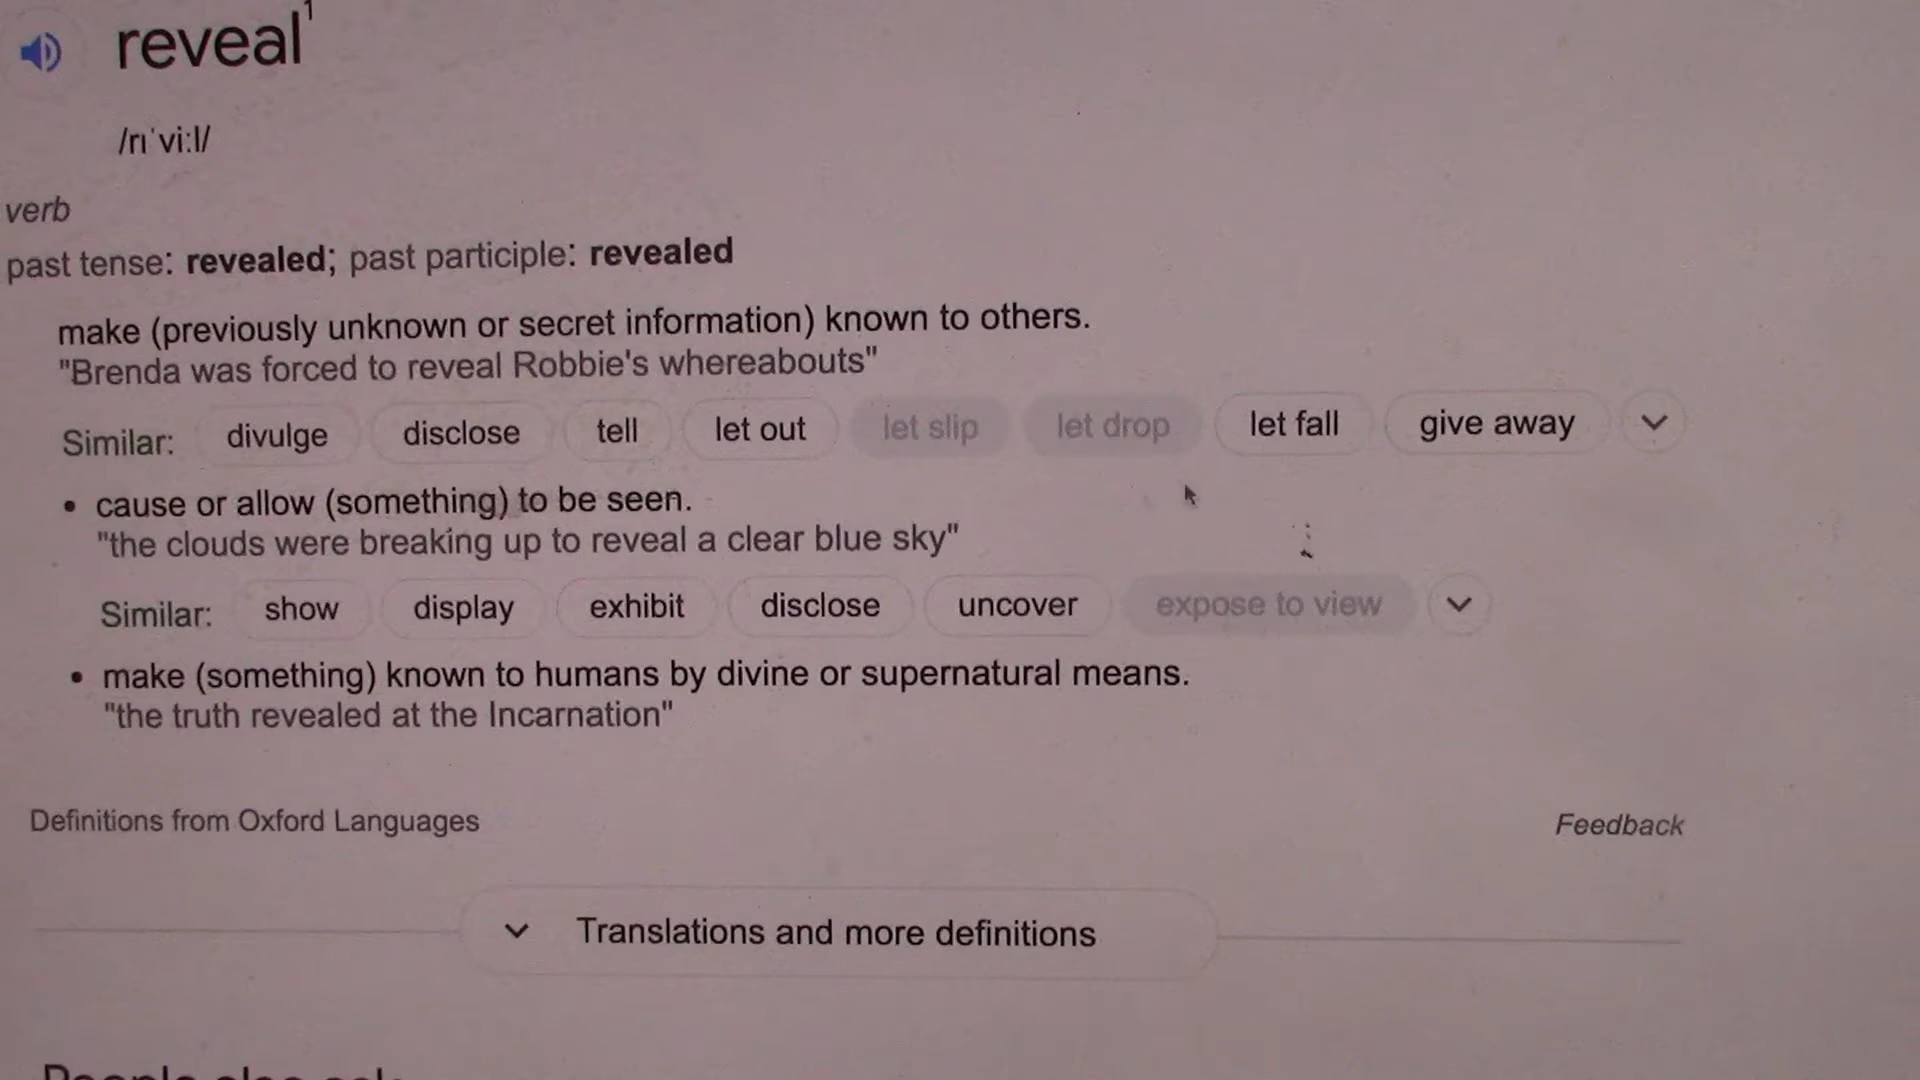 reveal1
/rɪˈviːl/
verb
past tense: revealed; past participle: revealed
make (previously unknown or secret information) known to others.
"Brenda was forced to reveal Robbie's whereabouts"
Similar: divulge disclose tell let out let slip let drop let fall give away
• cause or allow (something) to be seen.
"the clouds were breaking up to reveal a clear blue sky"
Similar: show display exhibit disclose uncover expose to view
• make (something) known to humans by divine or supernatural means.
"the truth revealed at the Incarnation"
Definitions from Oxford Languages Feedback
Translations and more definitions
People also ask